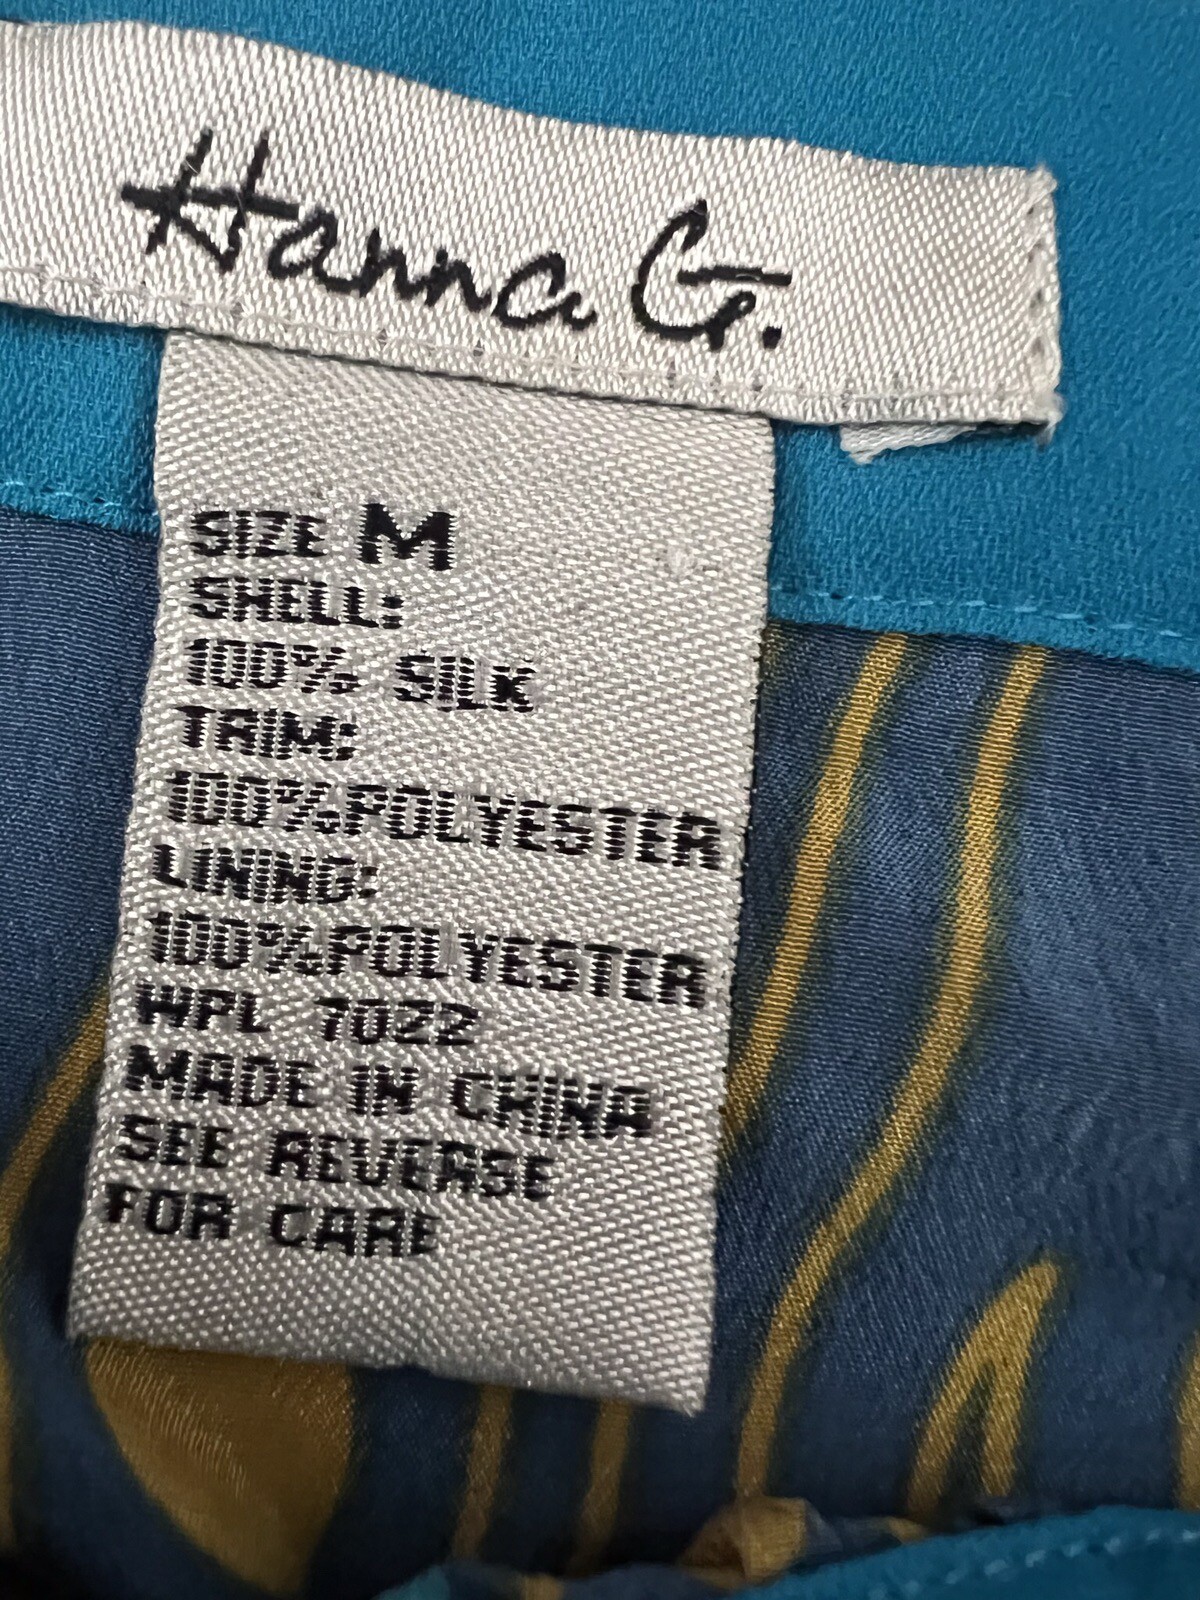 Hanna. G.
SIZE M
SHELL:
100% SILK
TRIM:
100%POLYESTER
LINING:
100%POLYESTER
WPL 7022
MADE IN CHINA
SEE REVERSE
FOR CARE